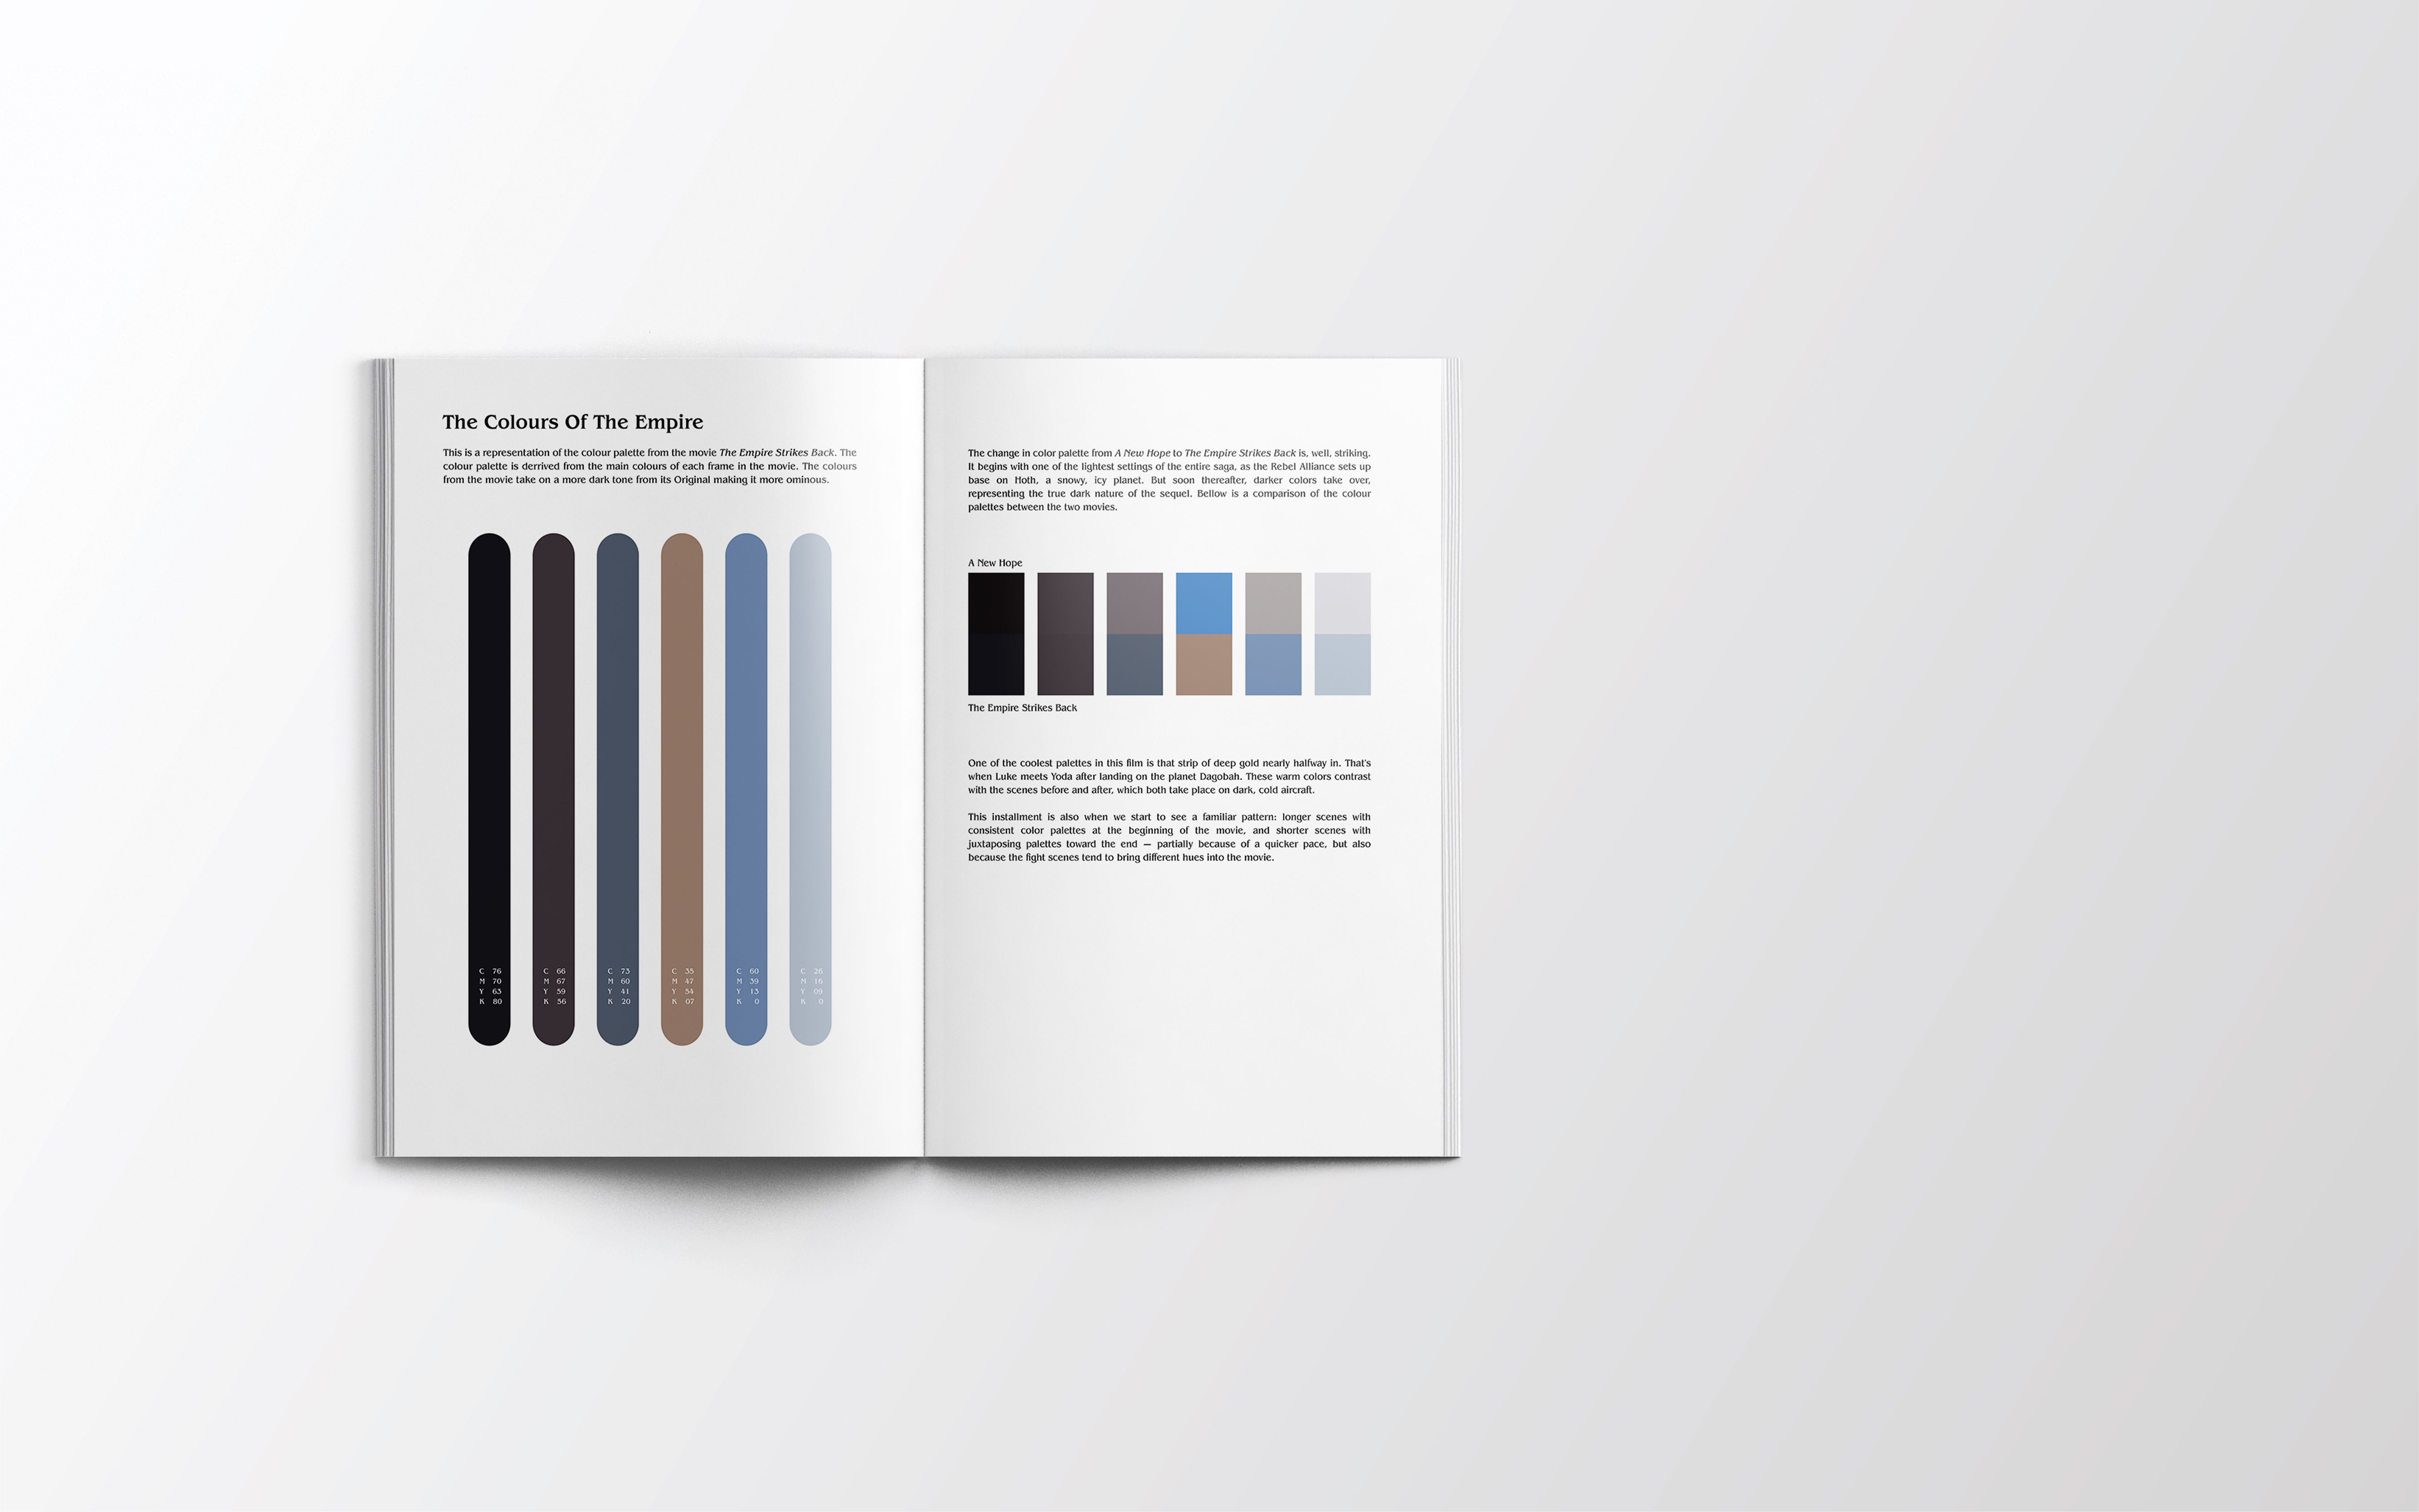 The Colours Of The Empire
This is a representation of the colour palette from the movie The Empire Strikes Back. The
colour palette is derrived from the main colours of each frame in the movie. The colours
from the movie take on a more dark tone from its Original making it more ominous.
C 76
M 70
Y 63
K 80
C 66
M 67
Y 59
K 56
C 73
M 60
Y 41
K 20
C 35
M 47
Y 54
K 07
C 60
M 39
Y 13
K 0
C 26
M 16
Y 09
K 0
The change in color palette from A New Hope to The Empire Strikes Back is, well, striking.
It begins with one of the lightest settings of the entire saga, as the Rebel Alliance sets up
base on Hoth, a snowy, icy planet. But soon thereafter, darker colors take over,
representing the true dark nature of the sequel. Bellow is a comparison of the colour
palettes between the two movies.
A New Hope
The Empire Strikes Back
One of the coolest palettes in this film is that strip of deep gold nearly halfway in. That's
when Luke meets Yoda after landing on the planet Dagobah. These warm colors contrast
with the scenes before and after, which both take place on dark, cold aircraft.
This installment is also when we start to see a familiar pattern: longer scenes with
consistent color palettes at the beginning of the movie, and shorter scenes with
juxtaposing palettes toward the end — partially because of a quicker pace, but also
because the fight scenes tend to bring different hues into the movie.